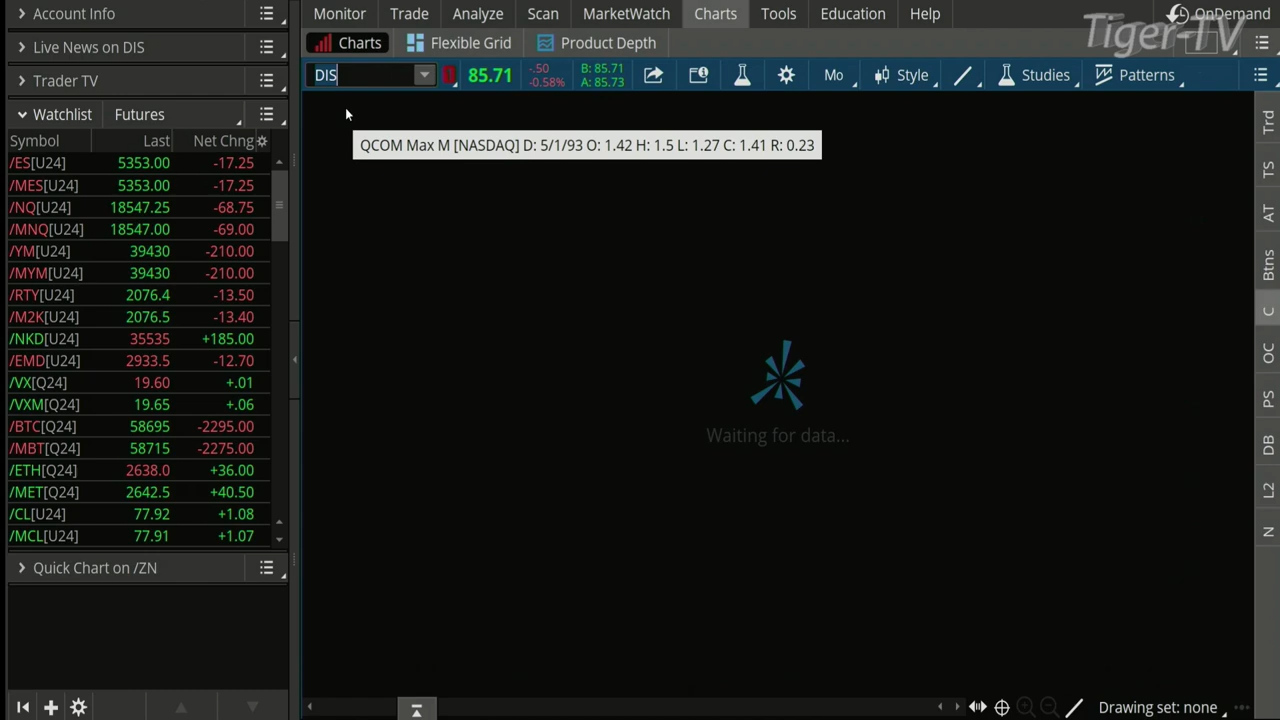 Account Info
Monitor Trade Analyze Scan MarketWatch Charts Tools Education Help OnDemand
Tiger-TV
Live News on DIS
Charts Flexible Grid Product Depth
Trader TV
DIS 85.71 -.50 -0.58% B: 85.71 A: 85.73 Mo Style Studies Patterns
Watchlist Futures
QCOM Max M [NASDAQ] D: 5/1/93 O: 1.42 H: 1.5 L: 1.27 C: 1.41 R: 0.23
Symbol Last Net Chng
/ES[U24] 5353.00 -17.25
/MES[U24] 5353.00 -17.25
/NQ[U24] 18547.25 -68.75
/MNQ[U24] 18547.00 -69.00
/YM[U24] 39430 -210.00
/MYM[U24] 39430 -210.00
/RTY[U24] 2076.4 -13.50
/M2K[U24] 2076.5 -13.40
/NKD[U24] 35535 +185.00
/EMD[U24] 2933.5 -12.70
/VX[Q24] 19.60 +.01
/VXM[Q24] 19.65 +.06
/BTC[Q24] 58695 -2295.00
/MBT[Q24] 58715 -2275.00
/ETH[Q24] 2638.0 +36.00
/MET[Q24] 2642.5 +40.50
/CL[U24] 77.92 +1.08
/MCL[U24] 77.91 +1.07
Waiting for data...
Quick Chart on /ZN
Trd
TS
AT
Btns
C
OC
PS
DB
L2
N
Drawing set: none